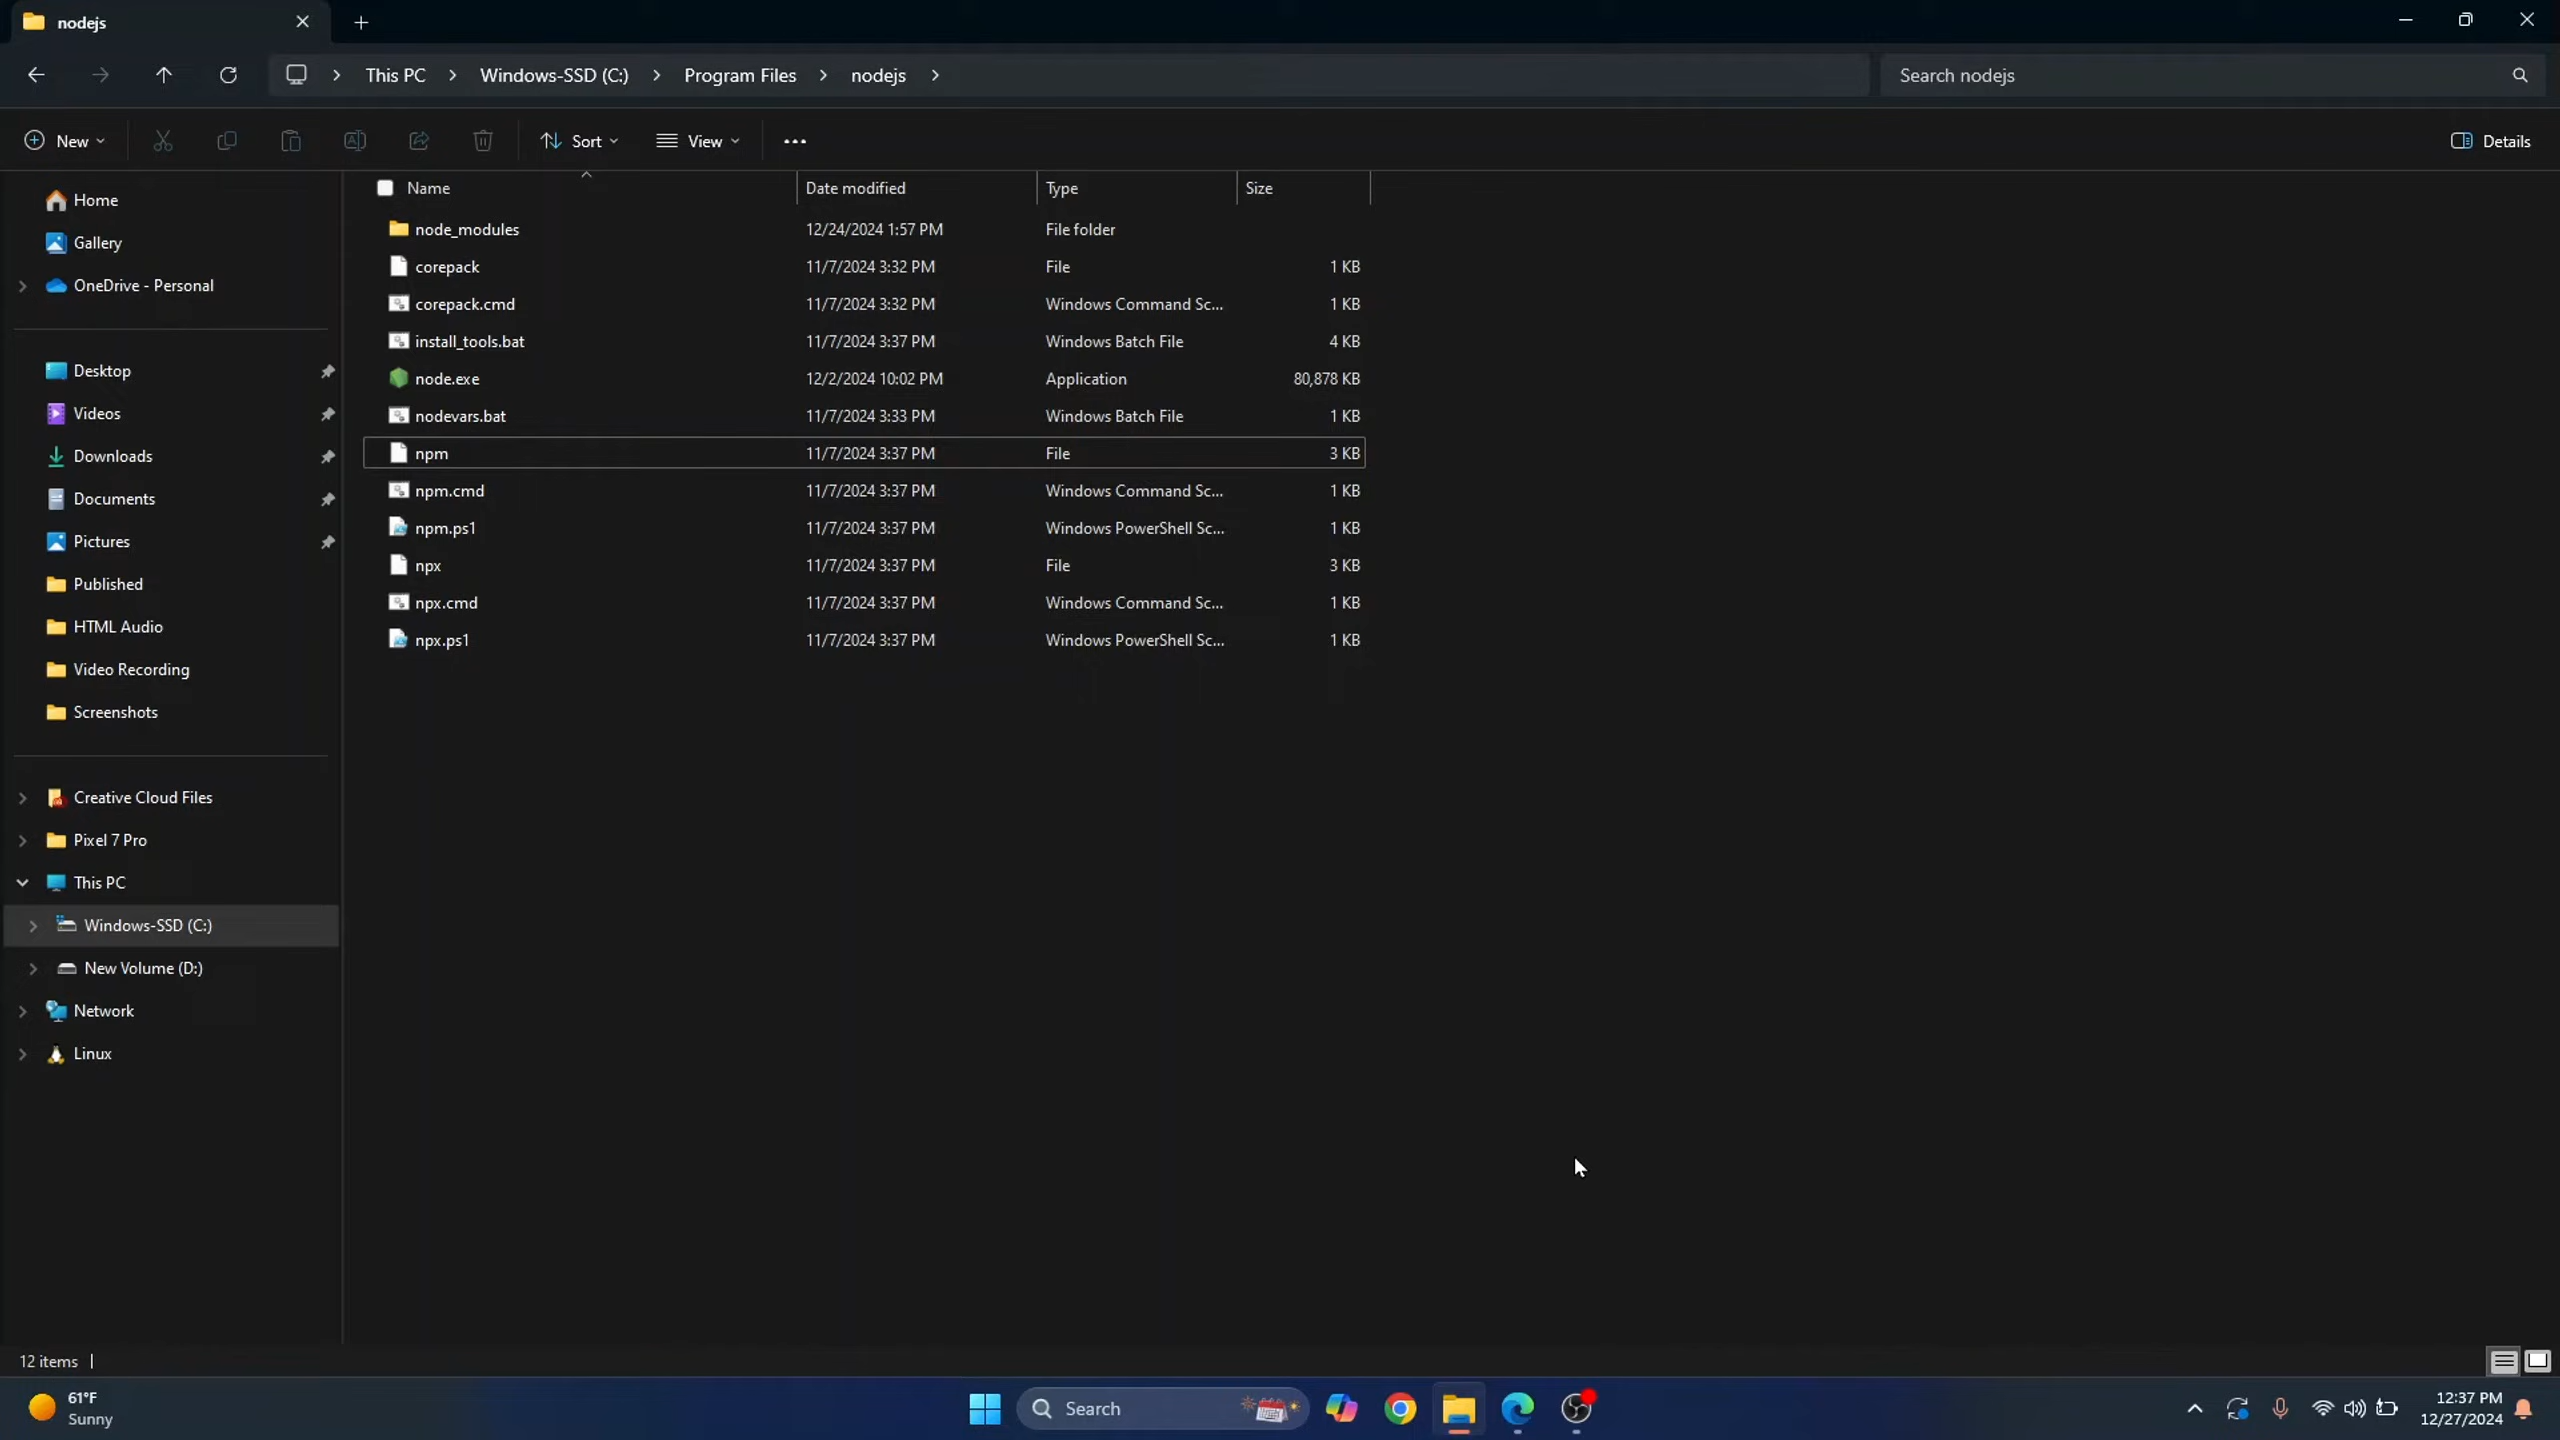 nodejs
This PC
Windows-SSD (C:)
Program Files
nodejs
Search nodejs
New
Sort
View
Details
Name Date modified Type Size
node_modules 12/24/2024 1:57 PM File folder
corepack 11/7/2024 3:32 PM File 1 KB
corepack.cmd 11/7/2024 3:32 PM Windows Command Sc... 1 KB
install_tools.bat 11/7/2024 3:37 PM Windows Batch File 4 KB
node.exe 12/2/2024 10:02 PM Application 80,878 KB
nodevars.bat 11/7/2024 3:33 PM Windows Batch File 1 KB
npm 11/7/2024 3:37 PM File 3 KB
npm.cmd 11/7/2024 3:37 PM Windows Command Sc... 1 KB
npm.ps1 11/7/2024 3:37 PM Windows PowerShell Sc... 1 KB
npx 11/7/2024 3:37 PM File 3 KB
npx.cmd 11/7/2024 3:37 PM Windows Command Sc... 1 KB
npx.ps1 11/7/2024 3:37 PM Windows PowerShell Sc... 1 KB
Home
Gallery
OneDrive - Personal
Desktop
Videos
Downloads
Documents
Pictures
Published
HTML Audio
Video Recording
Screenshots
Creative Cloud Files
Pixel 7 Pro
This PC
Windows-SSD (C:)
New Volume (D:)
Network
Linux
12 items
61°F
Sunny
Search
12:37 PM
12/27/2024